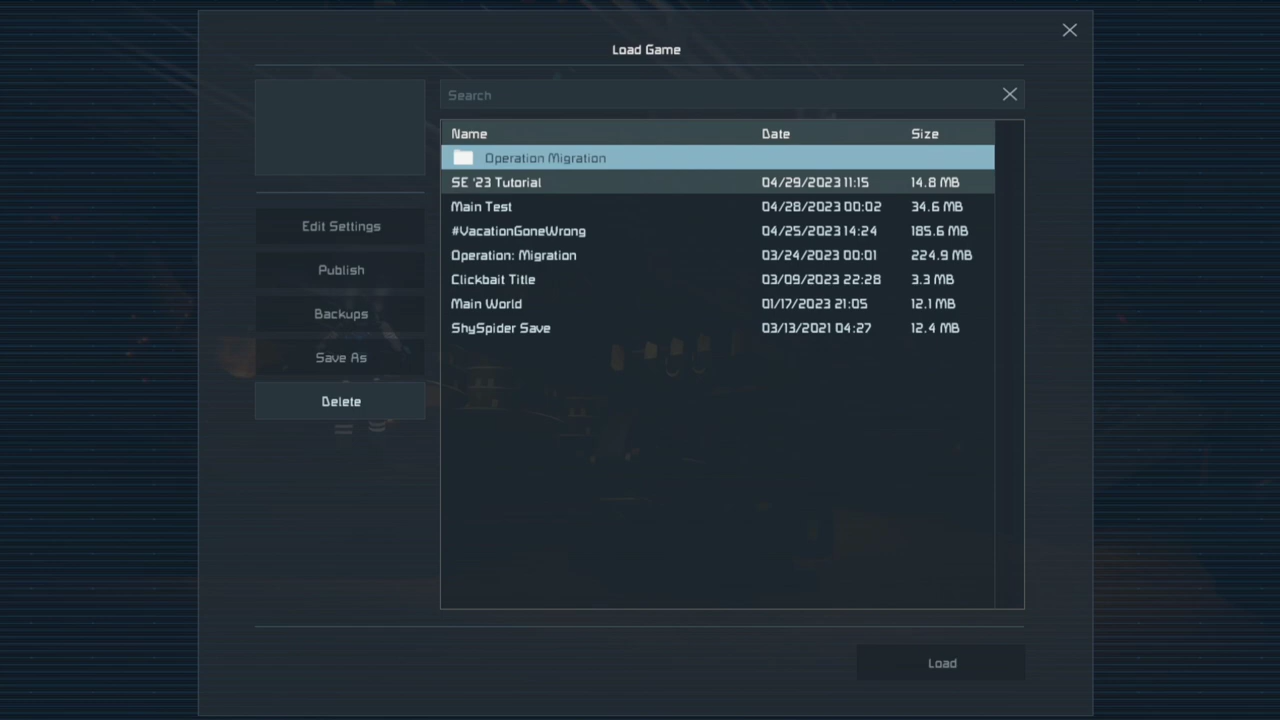 Load Game
Search
Name Date Size
Operation Migration
SE '23 Tutorial 04/29/2023 11:15 14.8 MB
Main Test 04/28/2023 00:02 34.6 MB
#VacationGoneWrong 04/25/2023 14:24 185.6 MB
Operation: Migration 03/24/2023 00:01 224.9 MB
Clickbait Title 03/09/2023 22:28 3.3 MB
Main World 01/17/2023 21:05 12.1 MB
ShySpider Save 03/13/2021 04:27 12.4 MB
Edit Settings
Publish
Backups
Save As
Delete
Load